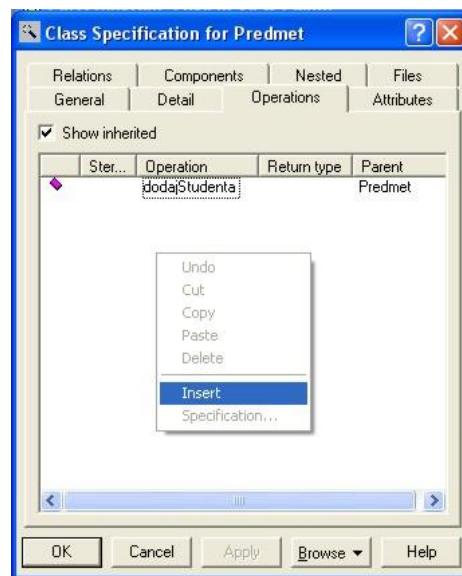 Class Specification for Predmet
Relations Components Nested Files
General Detail Operations Attributes
Show inherited
Ster... Operation Return type Parent
dodajStudenta Predmet
Undo
Cut
Copy
Paste
Delete
Insert
Specification...
OK Cancel Apply Browse Help